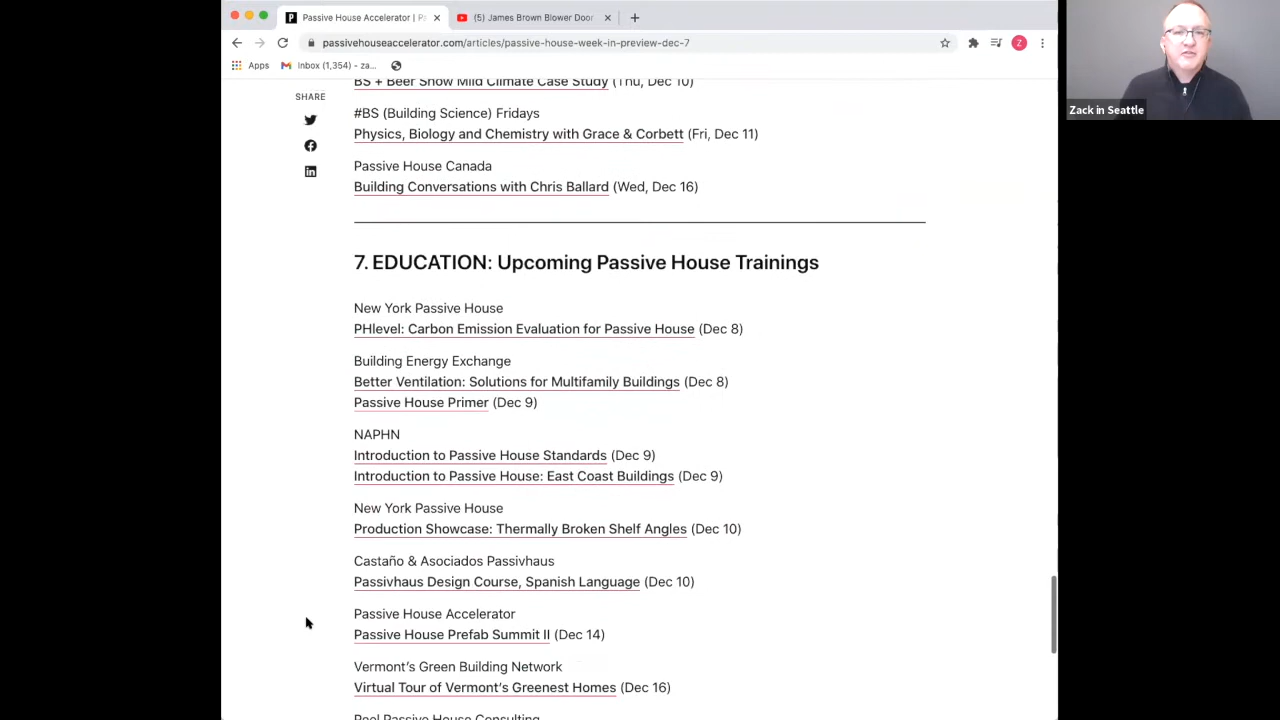 Passive House Accelerator | Pa
(5) James Brown Blower Door
passivehouseaccelerator.com/articles/passive-house-week-in-preview-dec-7
Z
Apps
Inbox (1,354) - za...
Zack in Seattle
SHARE
BS + Beer Show Mild Climate Case Study (Thu, Dec 10)
#BS (Building Science) Fridays
Physics, Biology and Chemistry with Grace & Corbett (Fri, Dec 11)
Passive House Canada
Building Conversations with Chris Ballard (Wed, Dec 16)
7. EDUCATION: Upcoming Passive House Trainings
New York Passive House
PHlevel: Carbon Emission Evaluation for Passive House (Dec 8)
Building Energy Exchange
Better Ventilation: Solutions for Multifamily Buildings (Dec 8)
Passive House Primer (Dec 9)
NAPHN
Introduction to Passive House Standards (Dec 9)
Introduction to Passive House: East Coast Buildings (Dec 9)
New York Passive House
Production Showcase: Thermally Broken Shelf Angles (Dec 10)
Castaño & Asociados Passivhaus
Passivhaus Design Course, Spanish Language (Dec 10)
Passive House Accelerator
Passive House Prefab Summit II (Dec 14)
Vermont's Green Building Network
Virtual Tour of Vermont's Greenest Homes (Dec 16)
Peel Passive House Consulting